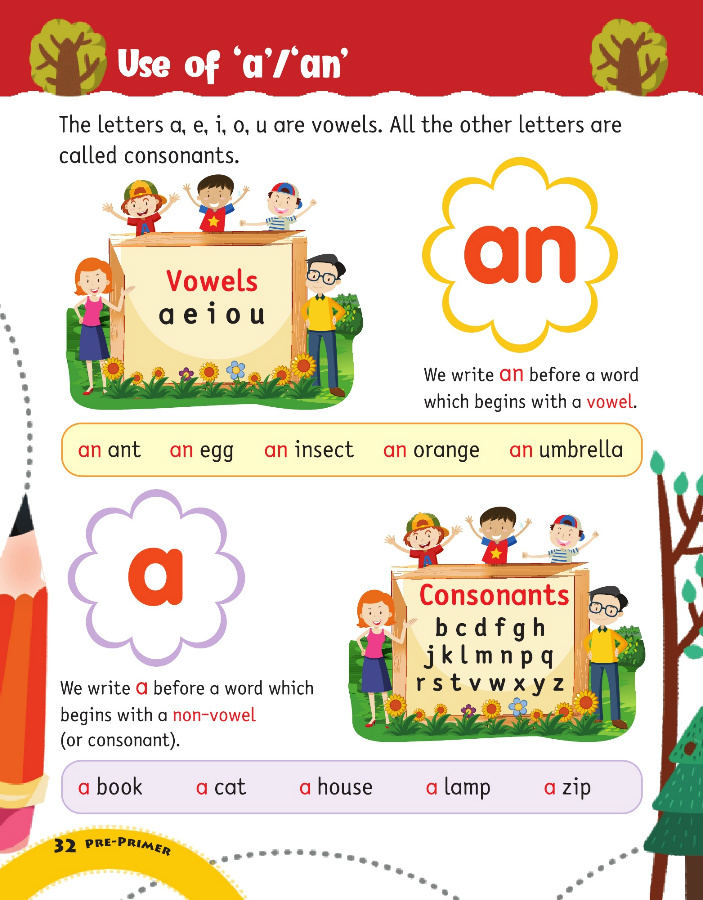 Use of ‘a’/‘an’
The letters a, e, i, o, u are vowels. All the other letters are
called consonants.
Vowels
a e i o u
an
We write an before a word
which begins with a vowel.
an ant an egg an insect an orange an umbrella
a
We write a before a word which
begins with a non-vowel
(or consonant).
Consonants
b c d f g h
j k l m n p q
r s t v w x y z
a book a cat a house a lamp a zip
32 PRE-PRIMER